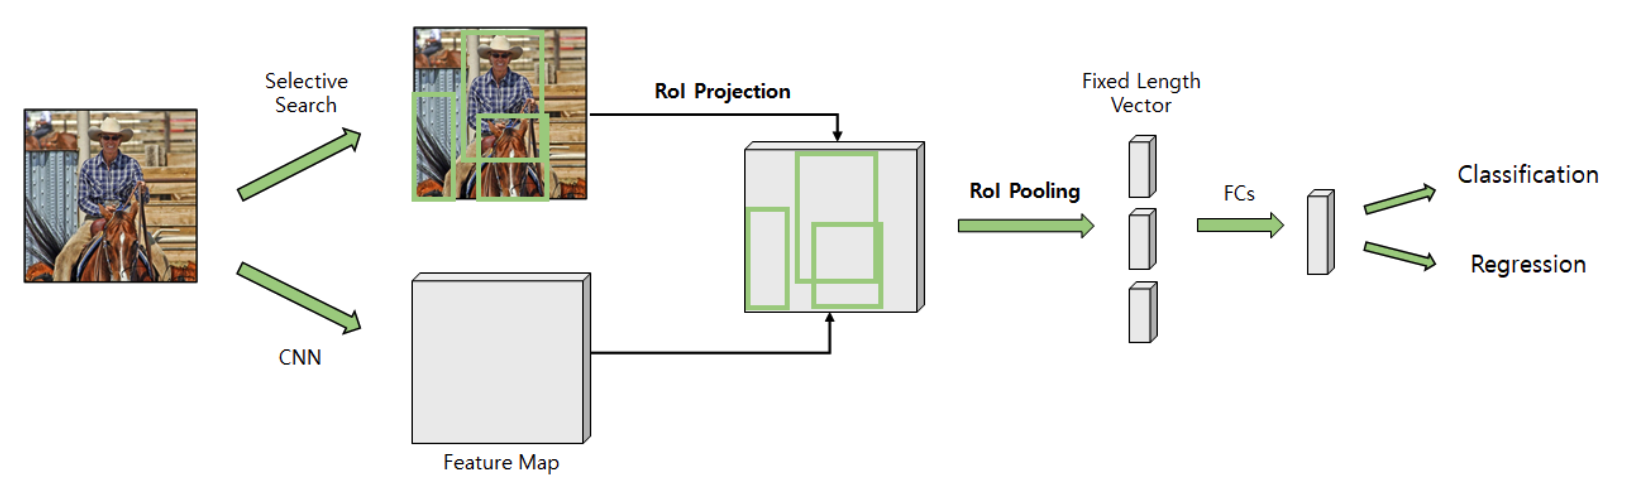 Selective
Search
RoI Projection
Fixed Length
Vector
RoI Pooling
FCs
Classification
Regression
CNN
Feature Map